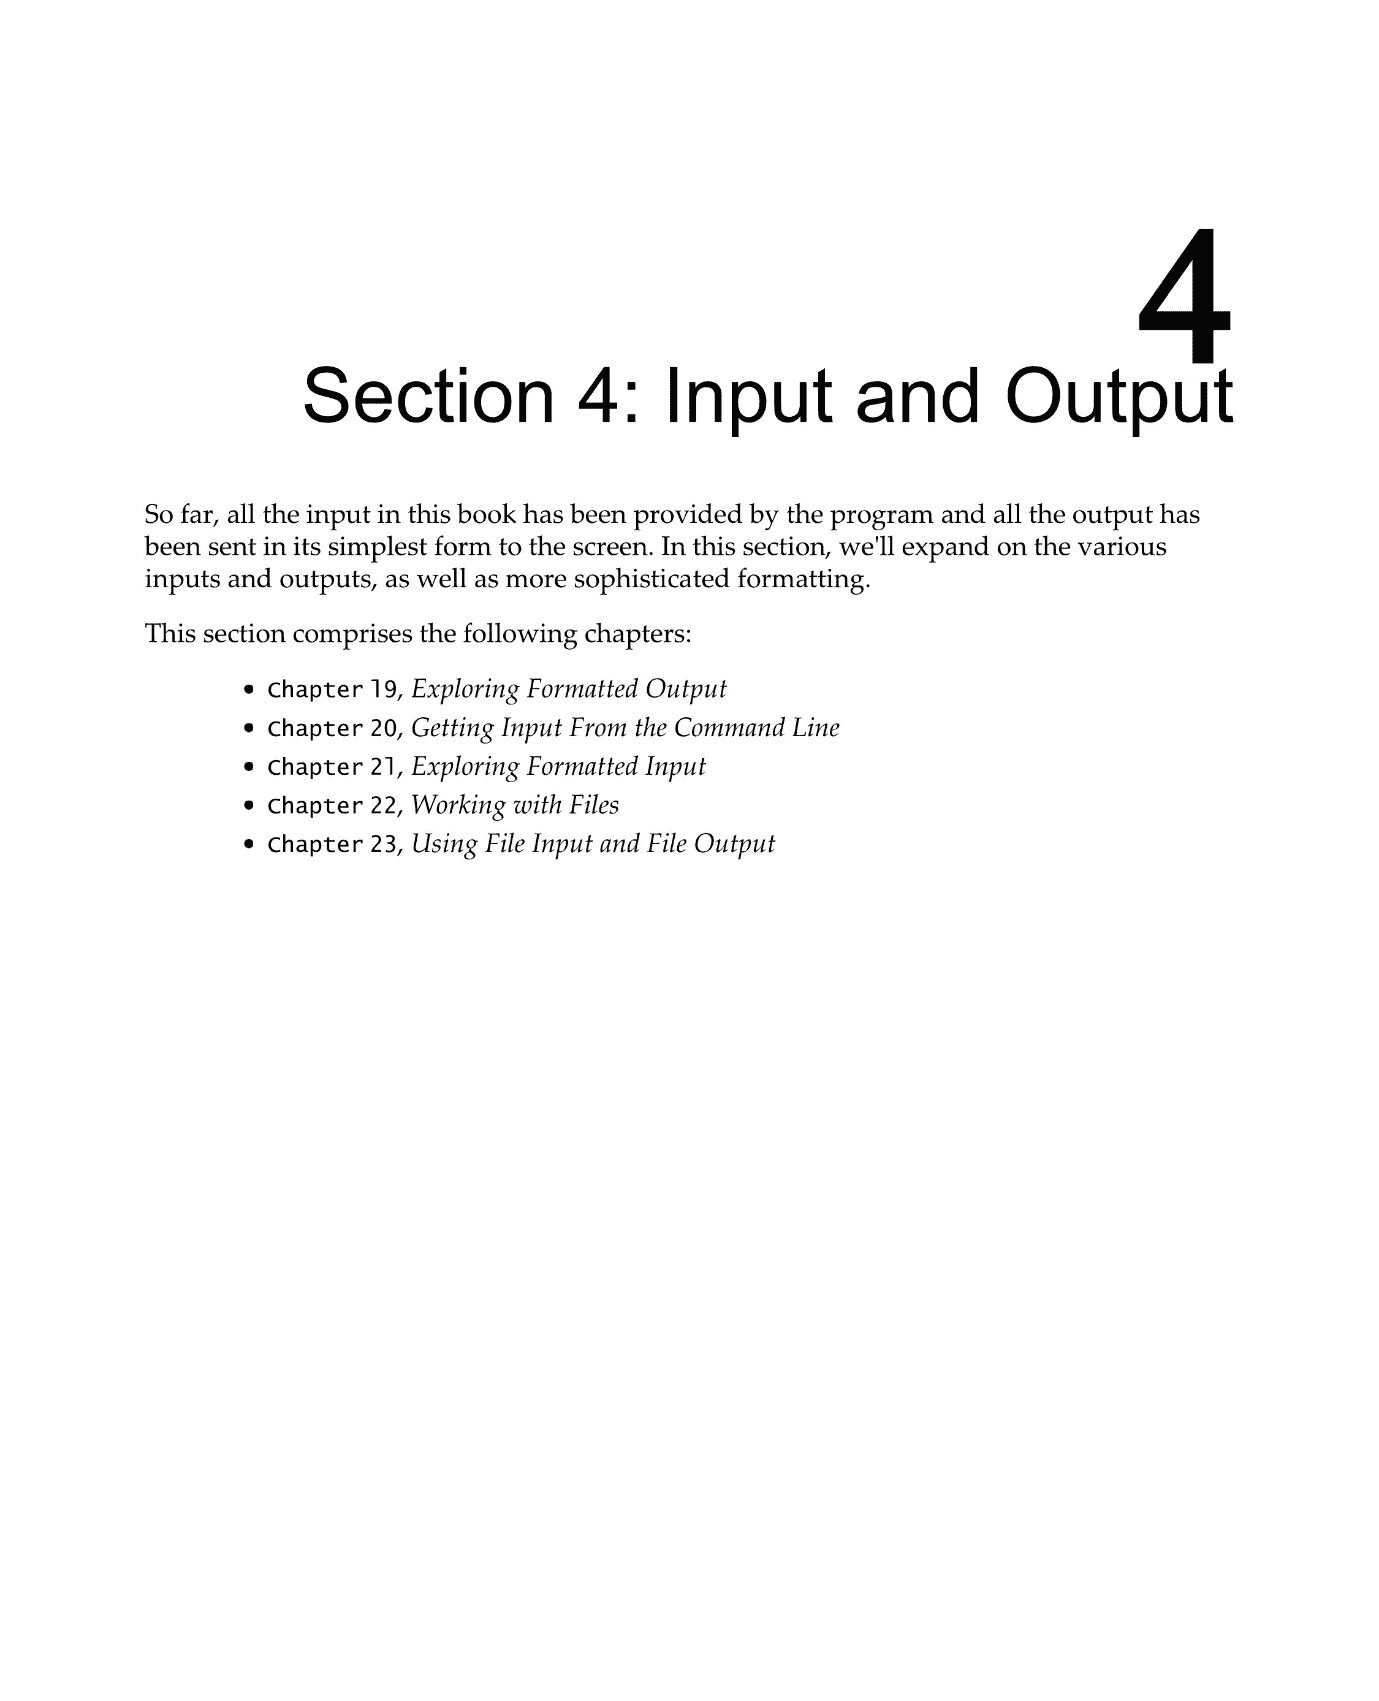 4
Section 4: Input and Output
So far, all the input in this book has been provided by the program and all the output has
been sent in its simplest form to the screen. In this section, we'll expand on the various
inputs and outputs, as well as more sophisticated formatting.
This section comprises the following chapters:
• Chapter 19, Exploring Formatted Output
• Chapter 20, Getting Input From the Command Line
• Chapter 21, Exploring Formatted Input
• Chapter 22, Working with Files
• Chapter 23, Using File Input and File Output